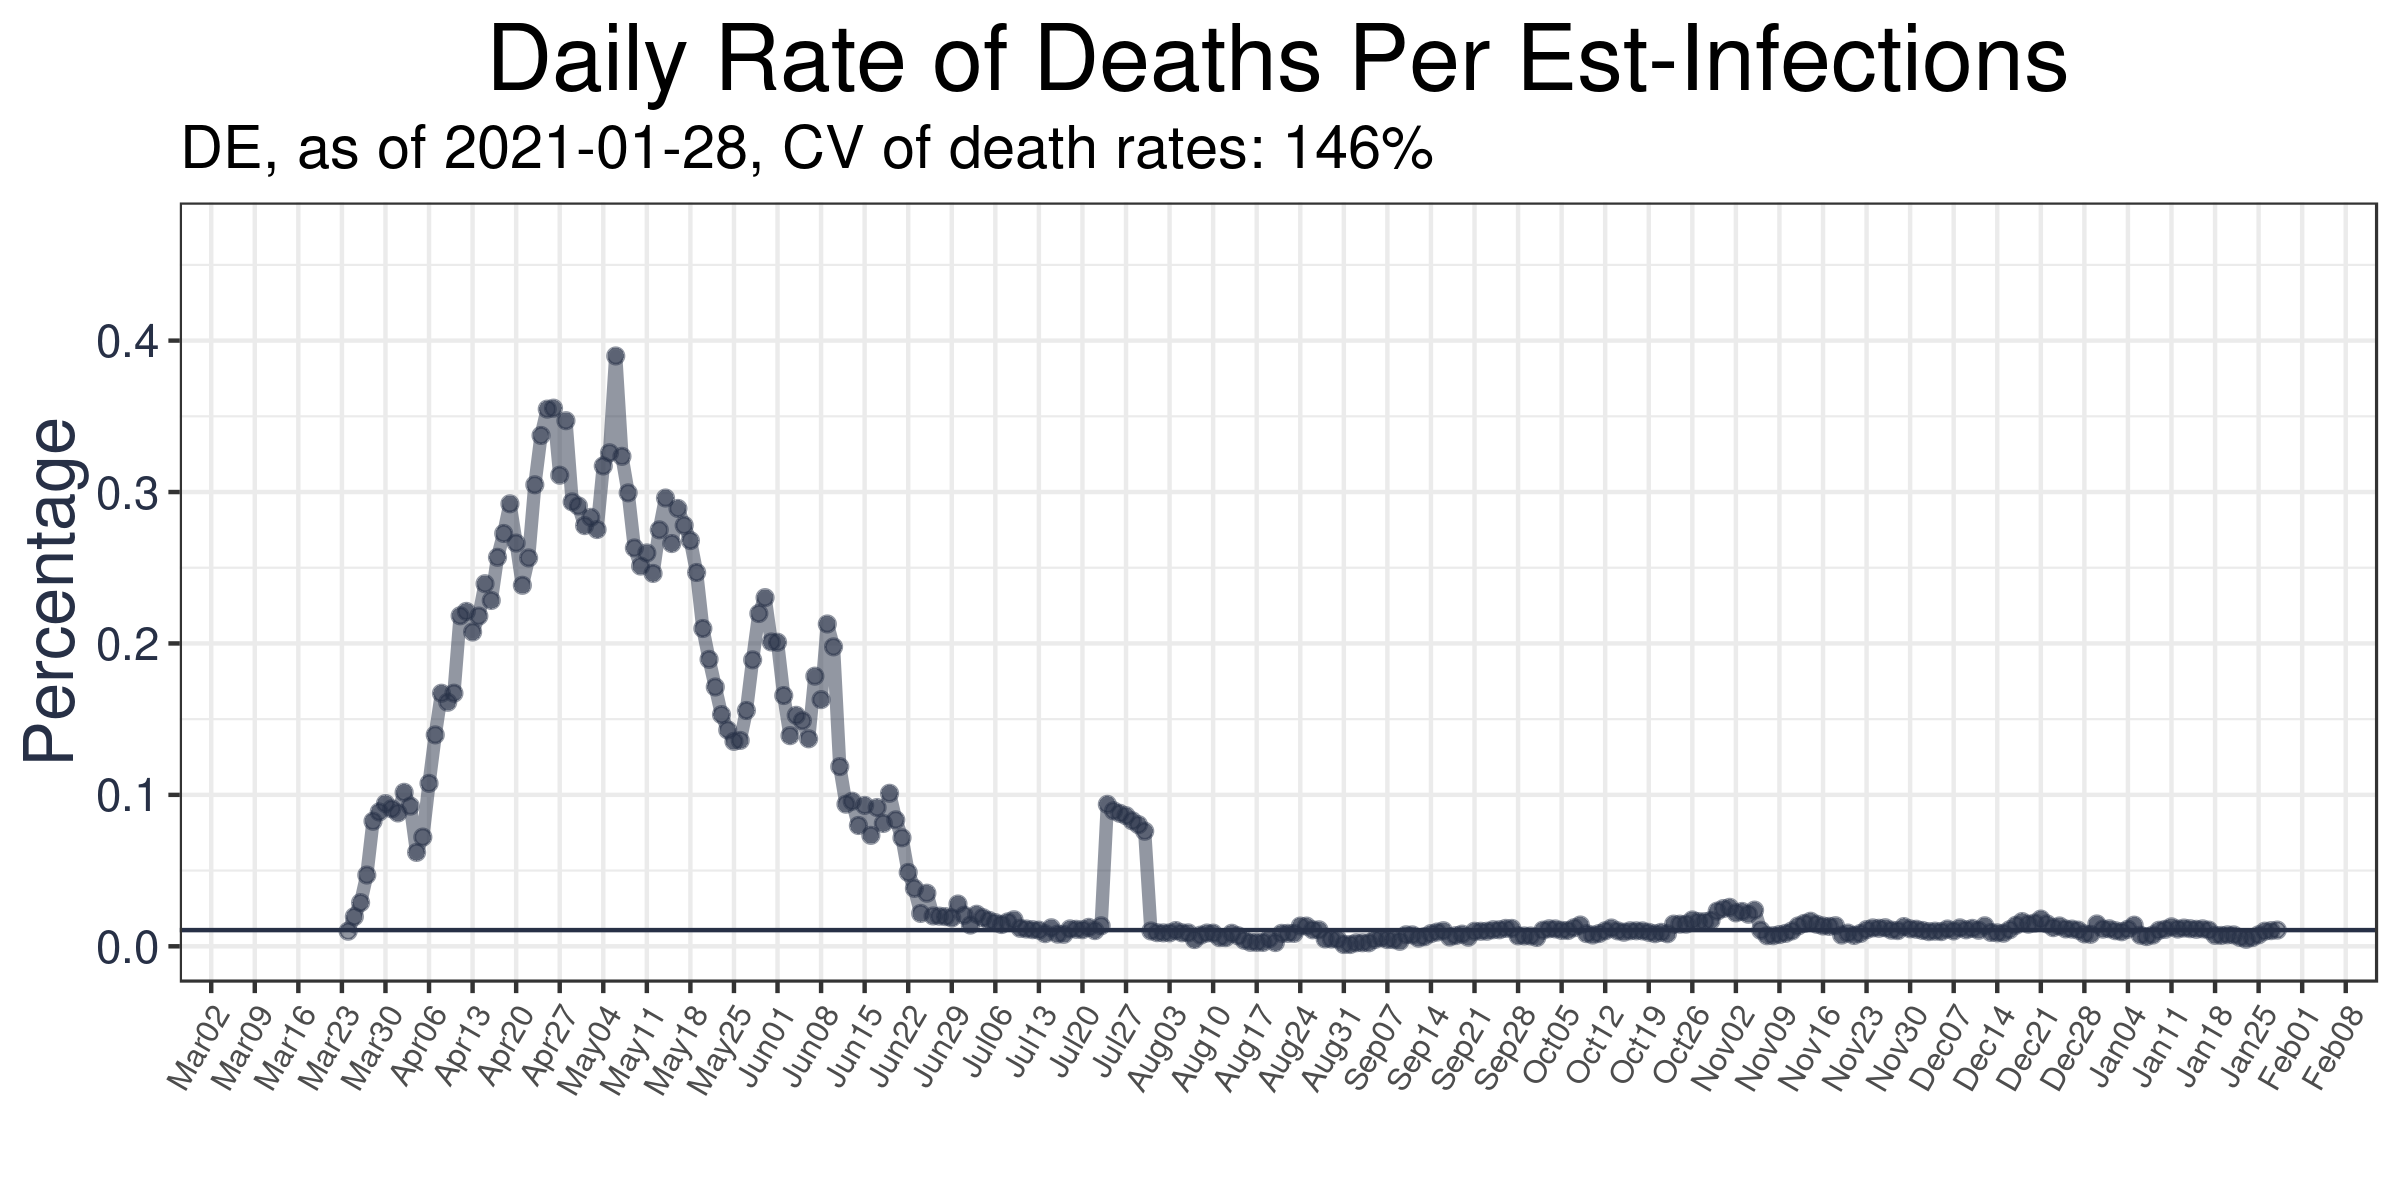 Daily Rate of Deaths Per Est-Infections
DE, as of 2021-01-28, CV of death rates: 146%
Percentage
0.4
0.3
0.2
0.1
0.0
Mar02
Mar09
Mar16
Mar23
Mar30
Apr06
Apr13
Apr20
Apr27
May04
May11
May18
May25
Jun01
Jun08
Jun15
Jun22
Jun29
Jul06
Jul13
Jul20
Jul27
Aug03
Aug10
Aug17
Aug24
Aug31
Sep07
Sep14
Sep21
Sep28
Oct05
Oct12
Oct19
Oct26
Nov02
Nov09
Nov16
Nov23
Nov30
Dec07
Dec14
Dec21
Dec28
Jan04
Jan11
Jan18
Jan25
Feb01
Feb08